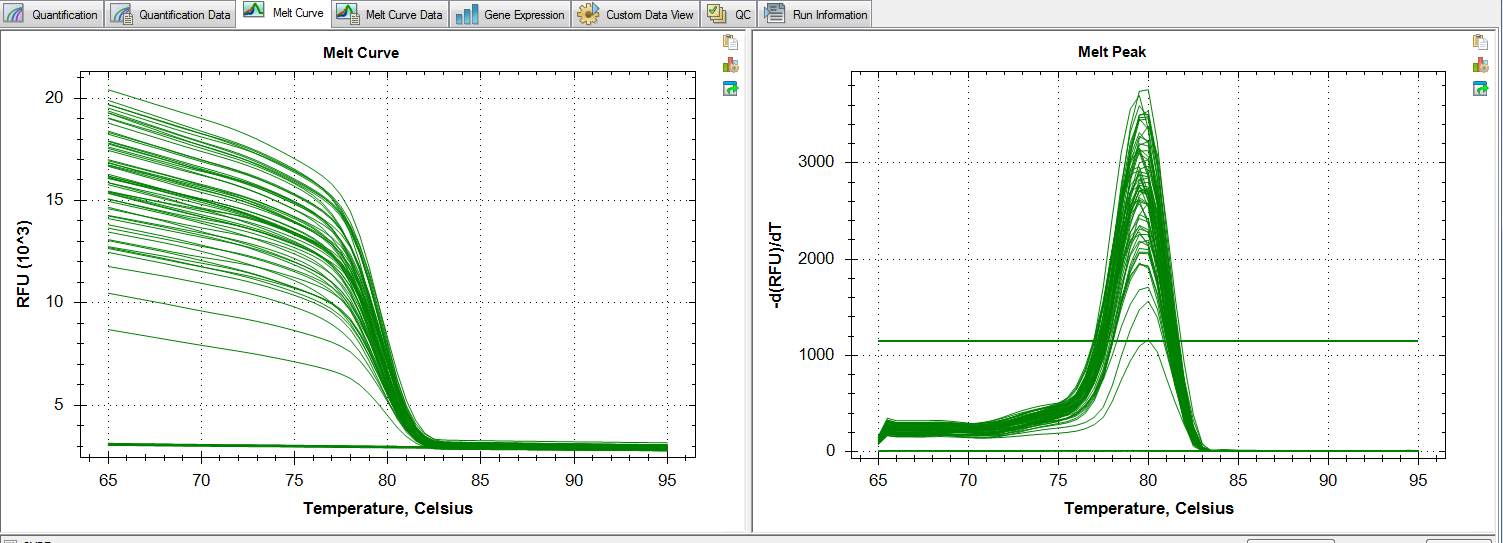 Quantification Quantification Data Melt Curve Melt Curve Data Gene Expression Custom Data View QC Run Information
Melt Curve
20
15
10
5
RFU (10^3)
65 70 75 80 85 90 95
Temperature, Celsius
Melt Peak
3000
2000
1000
0
-d(RFU)/dT
65 70 75 80 85 90 95
Temperature, Celsius